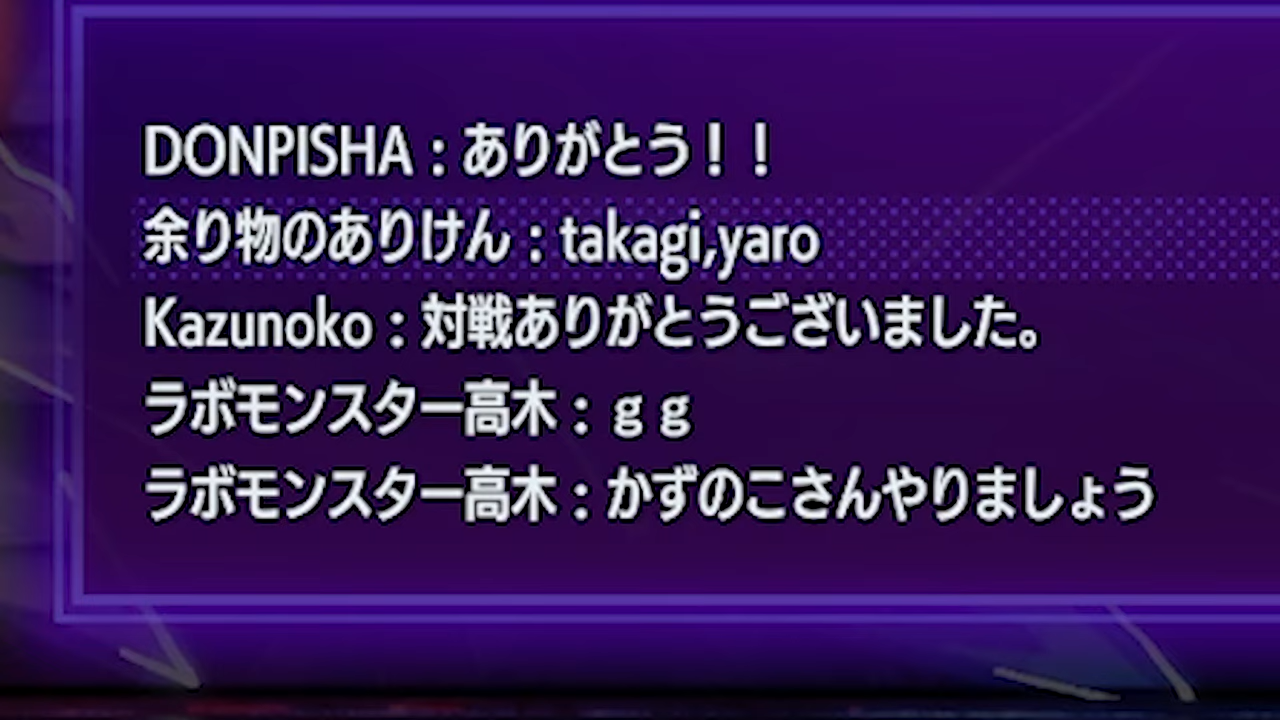 DONPISHA：ありがとう！！
余り物のありけん：takagi,yaro
Kazunoko：対戦ありがとうございました。
ラボモンスター高木：ｇｇ
ラボモンスター高木：かずのこさんやりましょう